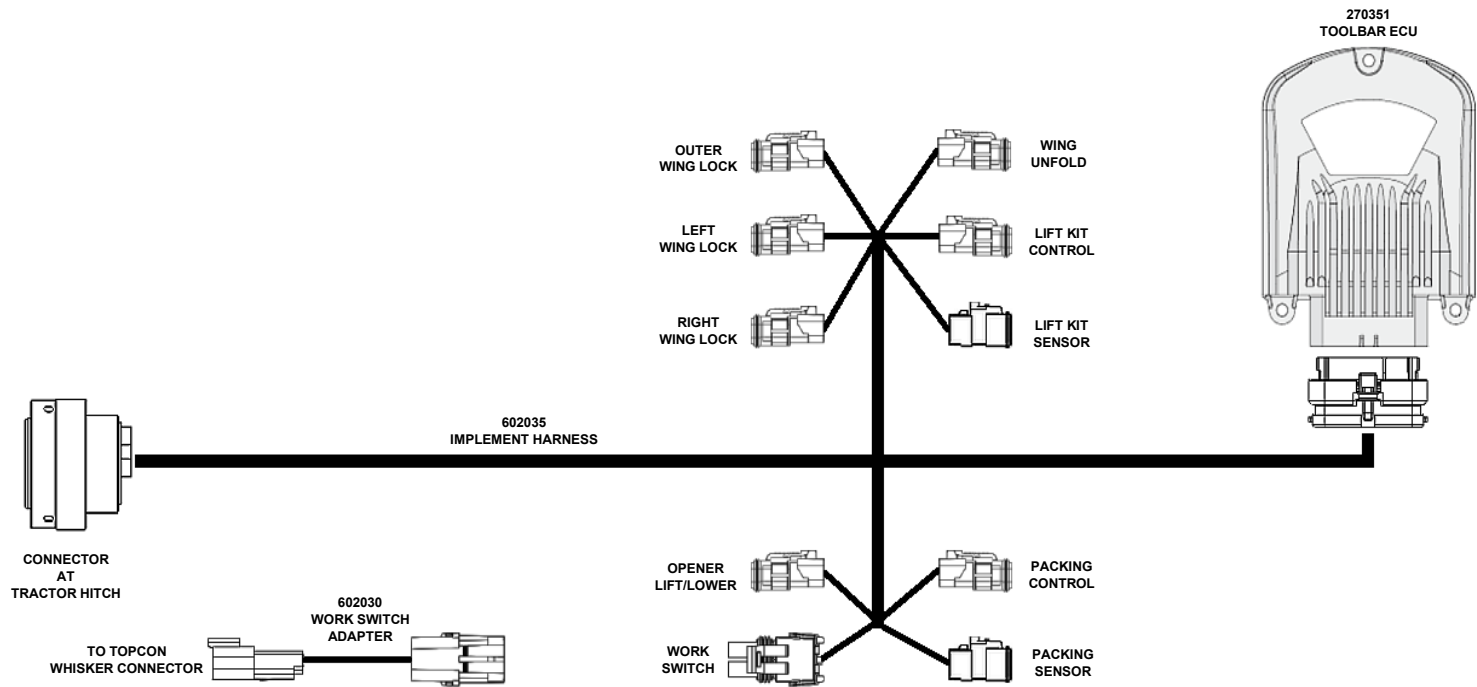 270351
TOOLBAR ECU
OUTER
WING LOCK
WING
UNFOLD
LEFT
WING LOCK
LIFT KIT
CONTROL
RIGHT
WING LOCK
LIFT KIT
SENSOR
602035
IMPLEMENT HARNESS
CONNECTOR
AT
TRACTOR HITCH
OPENER
LIFT/LOWER
PACKING
CONTROL
602030
WORK SWITCH
ADAPTER
TO TOPCON
WHISKER CONNECTOR
WORK
SWITCH
PACKING
SENSOR